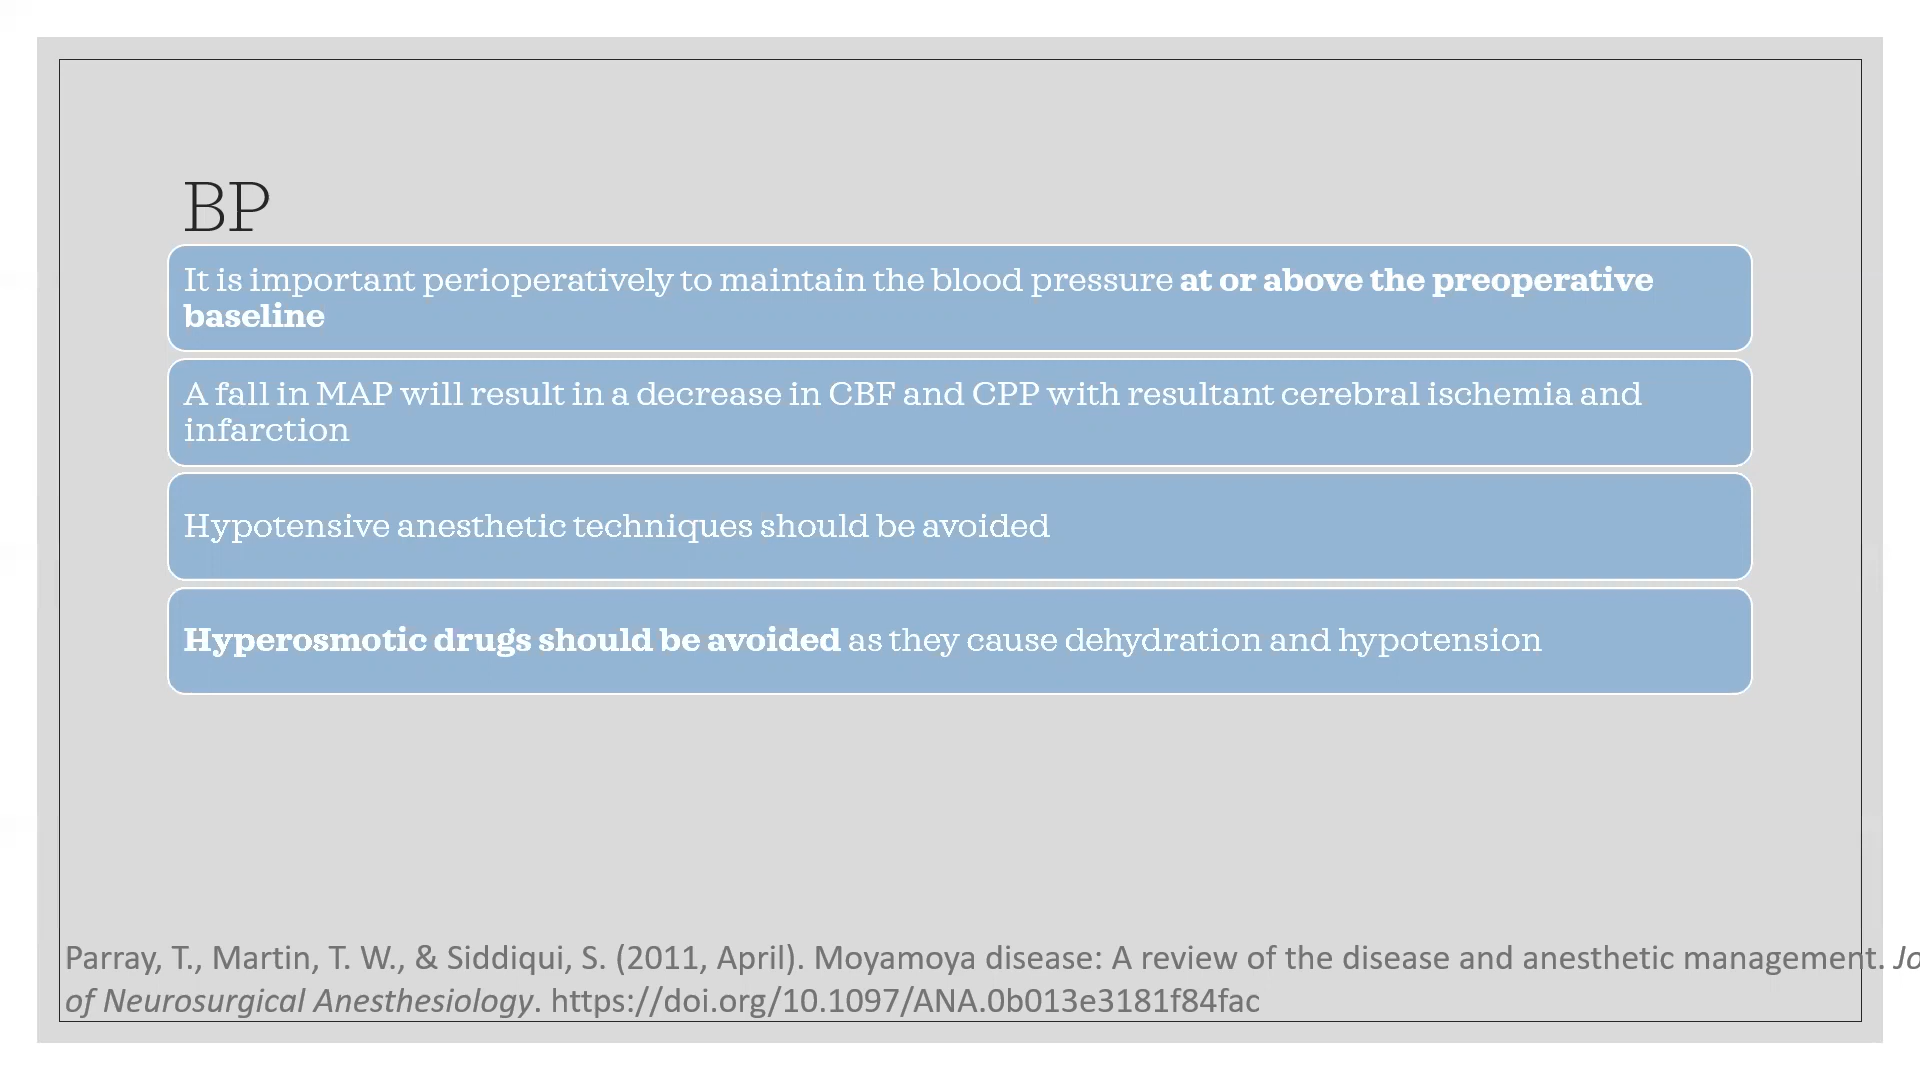 BP
It is important perioperatively to maintain the blood pressure at or above the preoperative
baseline
A fall in MAP will result in a decrease in CBF and CPP with resultant cerebral ischemia and
infarction
Hypotensive anesthetic techniques should be avoided
Hyperosmotic drugs should be avoided as they cause dehydration and hypotension
Parray, T., Martin, T. W., & Siddiqui, S. (2011, April). Moyamoya disease: A review of the disease and anesthetic management.
of Neurosurgical Anesthesiology. https://doi.org/10.1097/ANA.0b013e3181f84fac